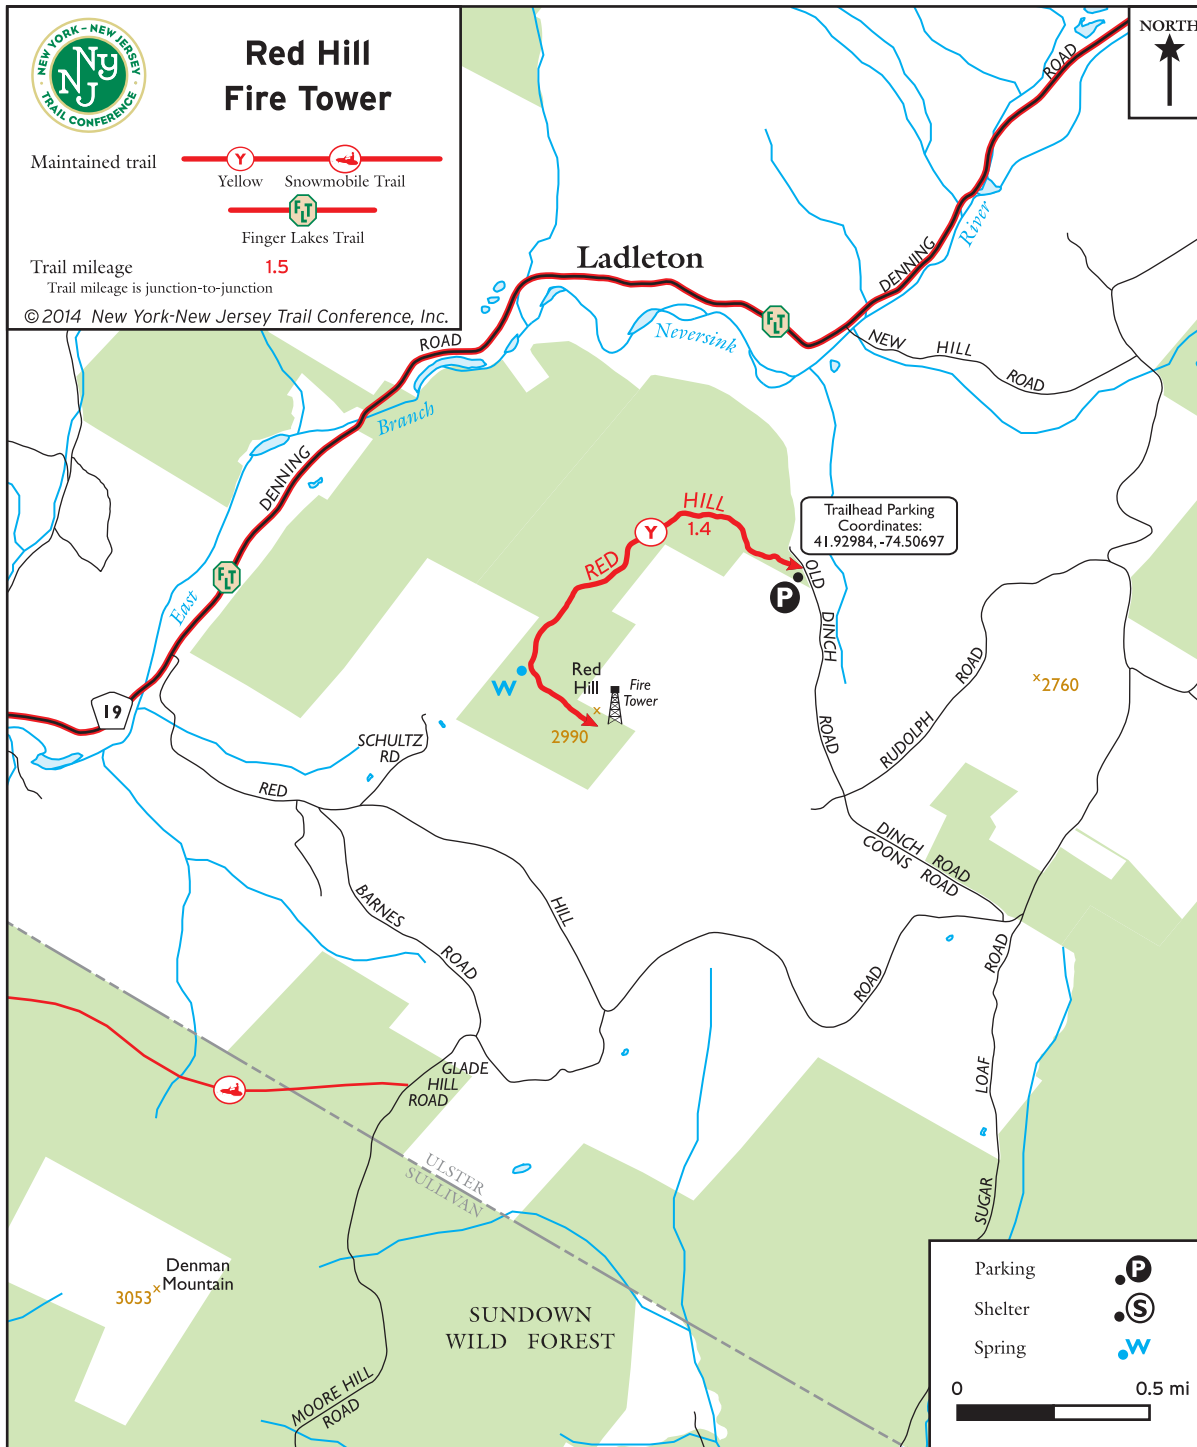 NEW YORK – NEW JERSEY
NY
NJ
TRAIL CONFERENCE
Red Hill
Fire Tower
Maintained trail
Y
Yellow
Snowmobile Trail
FLT
Finger Lakes Trail
Trail mileage
1.5
Trail mileage is junction-to-junction
© 2014 New York-New Jersey Trail Conference, Inc.
NORTH
ROAD
River
DENNING
Ladleton
FLT
Neversink
NEW HILL ROAD
ROAD
Branch
DENNING
FLT
East
19
HILL
1.4
Y
RED
Trailhead Parking
Coordinates:
41.92984, -74.50697
P
OLD
DINCH
ROAD
W
Red
Hill
Fire
Tower
2990
ROAD
RUDOLPH
2760
SCHULTZ
RD
RED
HILL
BARNES
ROAD
DINCH ROAD
COONS ROAD
ROAD
ROAD
LOAF
SUGAR
GLADE
HILL
ROAD
ULSTER
SULLIVAN
Denman
Mountain
3053
SUNDOWN
WILD FOREST
MOORE HILL
ROAD
Parking
P
Shelter
S
Spring
W
0
0.5 mi